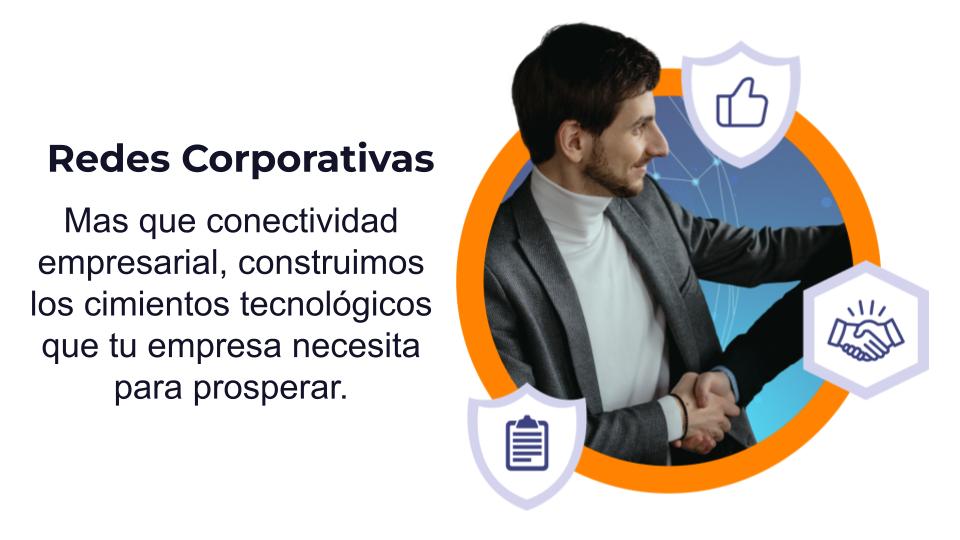 Redes Corporativas
Mas que conectividad
empresarial, construimos
los cimientos tecnológicos
que tu empresa necesita
para prosperar.